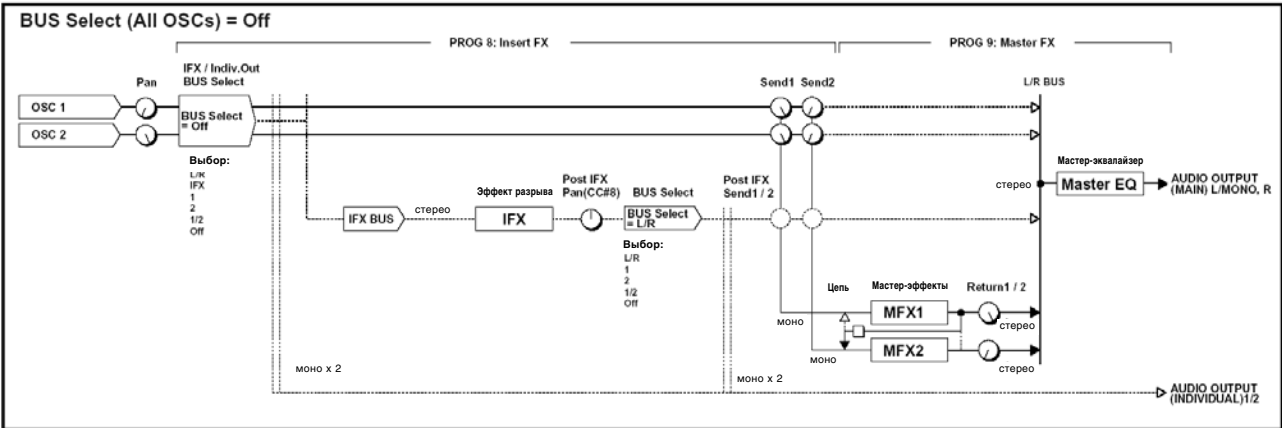 BUS Select (All OSCs) = Off
PROG 8: Insert FX
PROG 9: Master FX
Pan
IFX / Indiv.Out
BUS Select
Send1
Send2
L/R BUS
OSC 1
OSC 2
BUS Select
= Off
Выбор:
L/R
IFX
1
2
1/2
Off
IFX BUS
стерео
Эффект разрыва
IFX
Post IFX
Pan(CC#8)
BUS Select
BUS Select
= L/R
Выбор:
L/R
1
2
1/2
Off
Post IFX
Send1 / 2
Мастер-эквалайзер
стерео
Master EQ
AUDIO OUTPUT
(MAIN) L/MONO, R
Цепь
Мастер-эффекты
Return1 / 2
моно
MFX1
стерео
моно
MFX2
стерео
моно x 2
моно x 2
AUDIO OUTPUT
(INDIVIDUAL)1/2